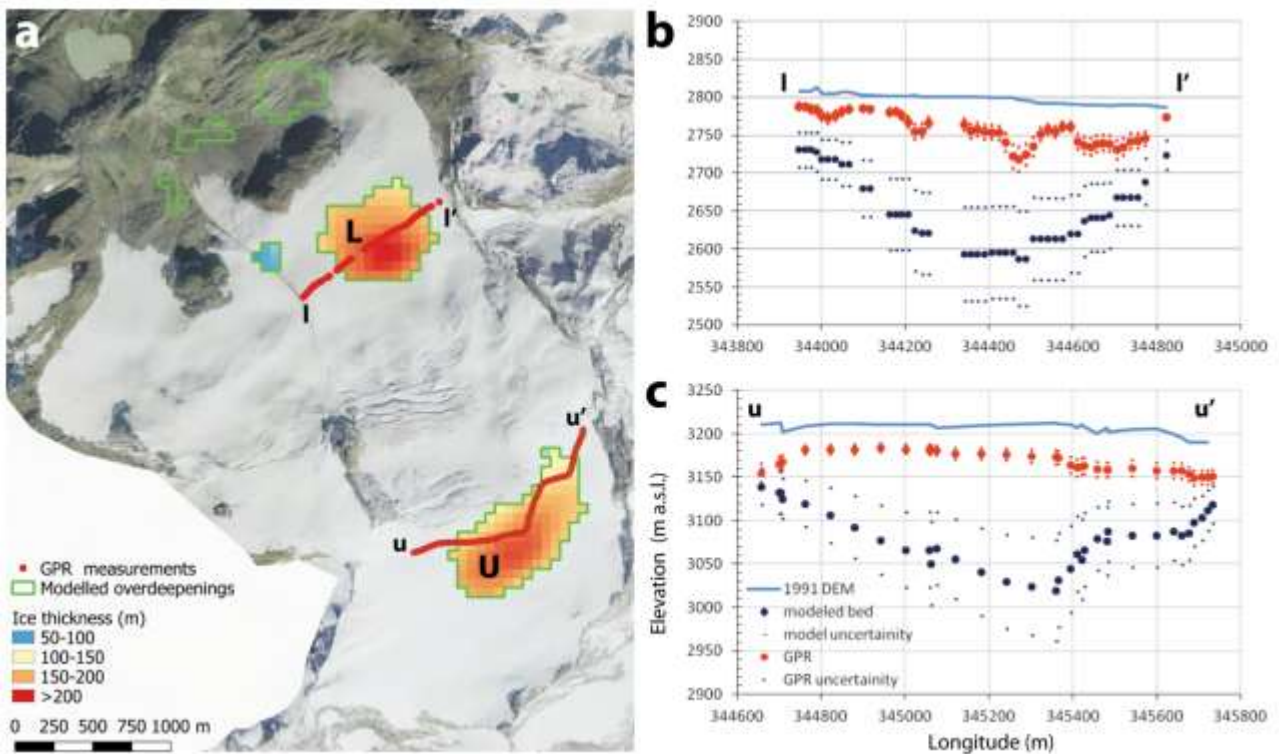 a
L
l'
l
u'
u
U
GPR measurements
Modelled overdeepenings
Ice thickness (m)
50-100
100-150
150-200
>200
0 250 500 750 1000 m
b
l
l'
2900
2850
2800
2750
2700
2650
2600
2550
2500
343800 344000 344200 344400 344600 344800 345000
c
u
u'
3250
3200
3150
3100
3050
3000
2950
2900
Elevation (m a.s.l.)
1991 DEM
modeled bed
model uncertainity
GPR
GPR uncertainity
344600 344800 345000 345200 345400 345600 345800
Longitude (m)